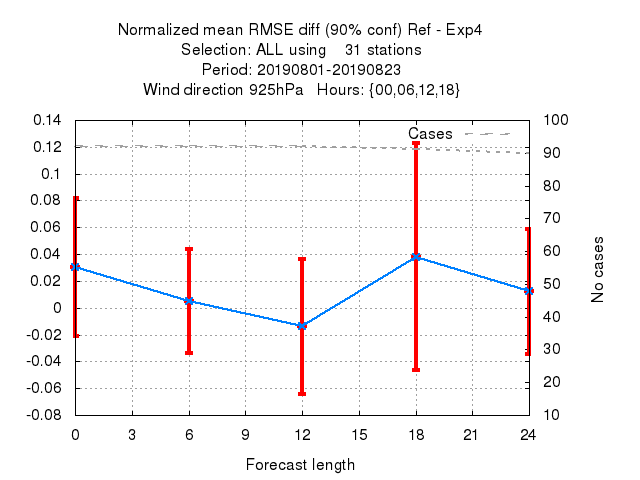 Normalized mean RMSE diff (90% conf) Ref - Exp4
Selection: ALL using    31 stations
Period: 20190801-20190823
Wind direction 925hPa   Hours: {00,06,12,18}
0.14
0.12
0.1
0.08
0.06
0.04
0.02
0
-0.02
-0.04
-0.06
-0.08
Cases
100
90
80
70
60
50
40
30
20
10
No cases
0 3 6 9 12 15 18 21 24
Forecast length